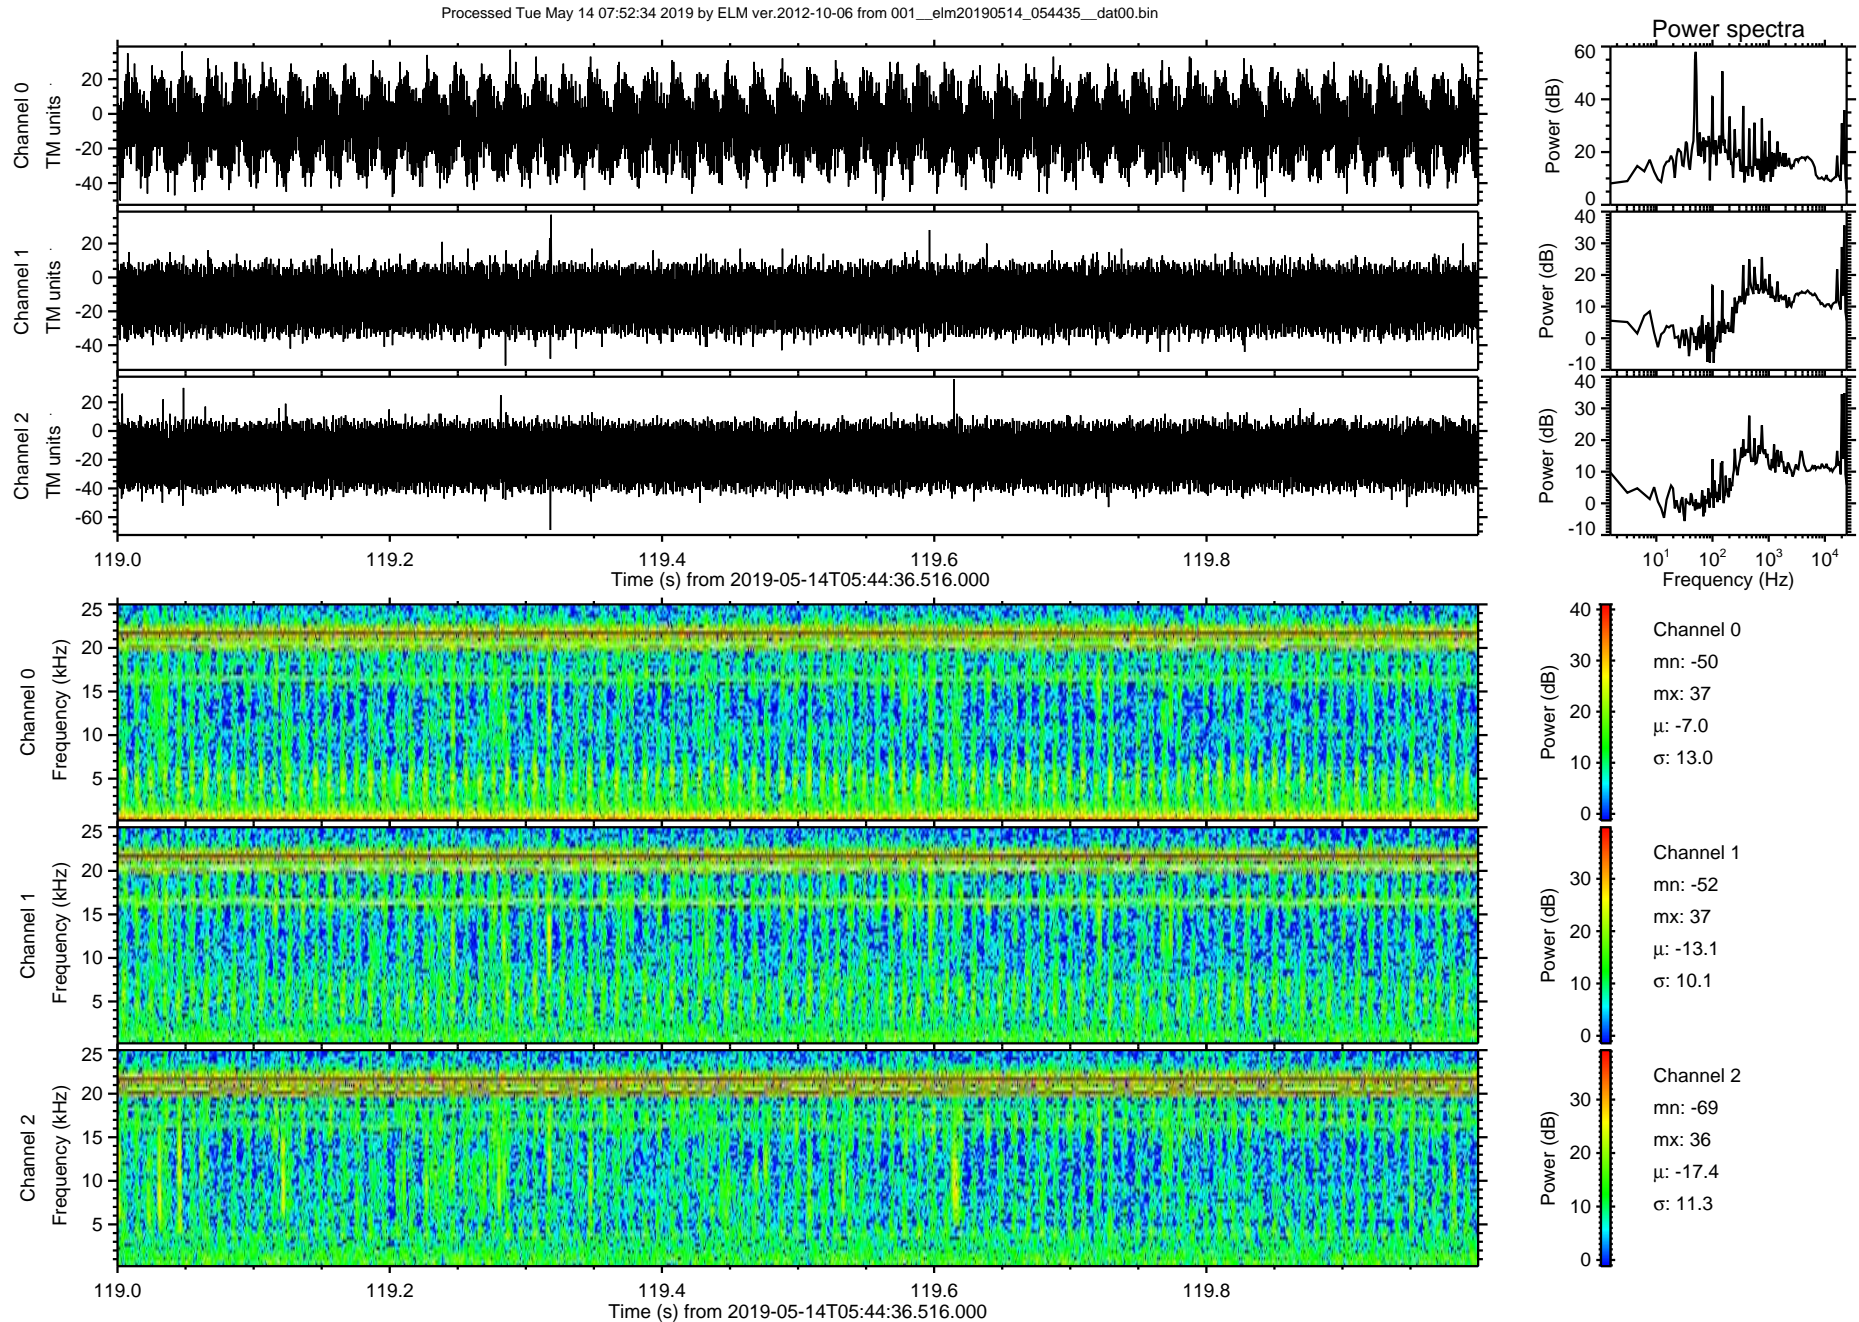 Processed Tue May 14 07:52:34 2019 by ELM ver.2012-10-06 from 001__elm20190514_054435__dat00.bin
Power spectra
Channel 0
TM units
20
0
-20
-40
Power (dB)
60
40
20
0
Channel 1
TM units
20
0
-20
-40
Power (dB)
40
30
20
10
0
-10
Channel 2
TM units
20
0
-20
-40
-60
Power (dB)
40
30
20
10
0
-10
119.0 119.2 119.4 119.6 119.8
Time (s) from 2019-05-14T05:44:36.516.000
10¹ 10² 10³ 10⁴
Frequency (Hz)
Channel 0
Frequency (kHz)
25
20
15
10
5
Power (dB)
40
30
20
10
0
Channel 0
mn: -50
mx: 37
μ: -7.0
σ: 13.0
Channel 1
Frequency (kHz)
25
20
15
10
5
Power (dB)
30
20
10
0
Channel 1
mn: -52
mx: 37
μ: -13.1
σ: 10.1
Channel 2
Frequency (kHz)
25
20
15
10
5
Power (dB)
30
20
10
0
Channel 2
mn: -69
mx: 36
μ: -17.4
σ: 11.3
119.0 119.2 119.4 119.6 119.8
Time (s) from 2019-05-14T05:44:36.516.000